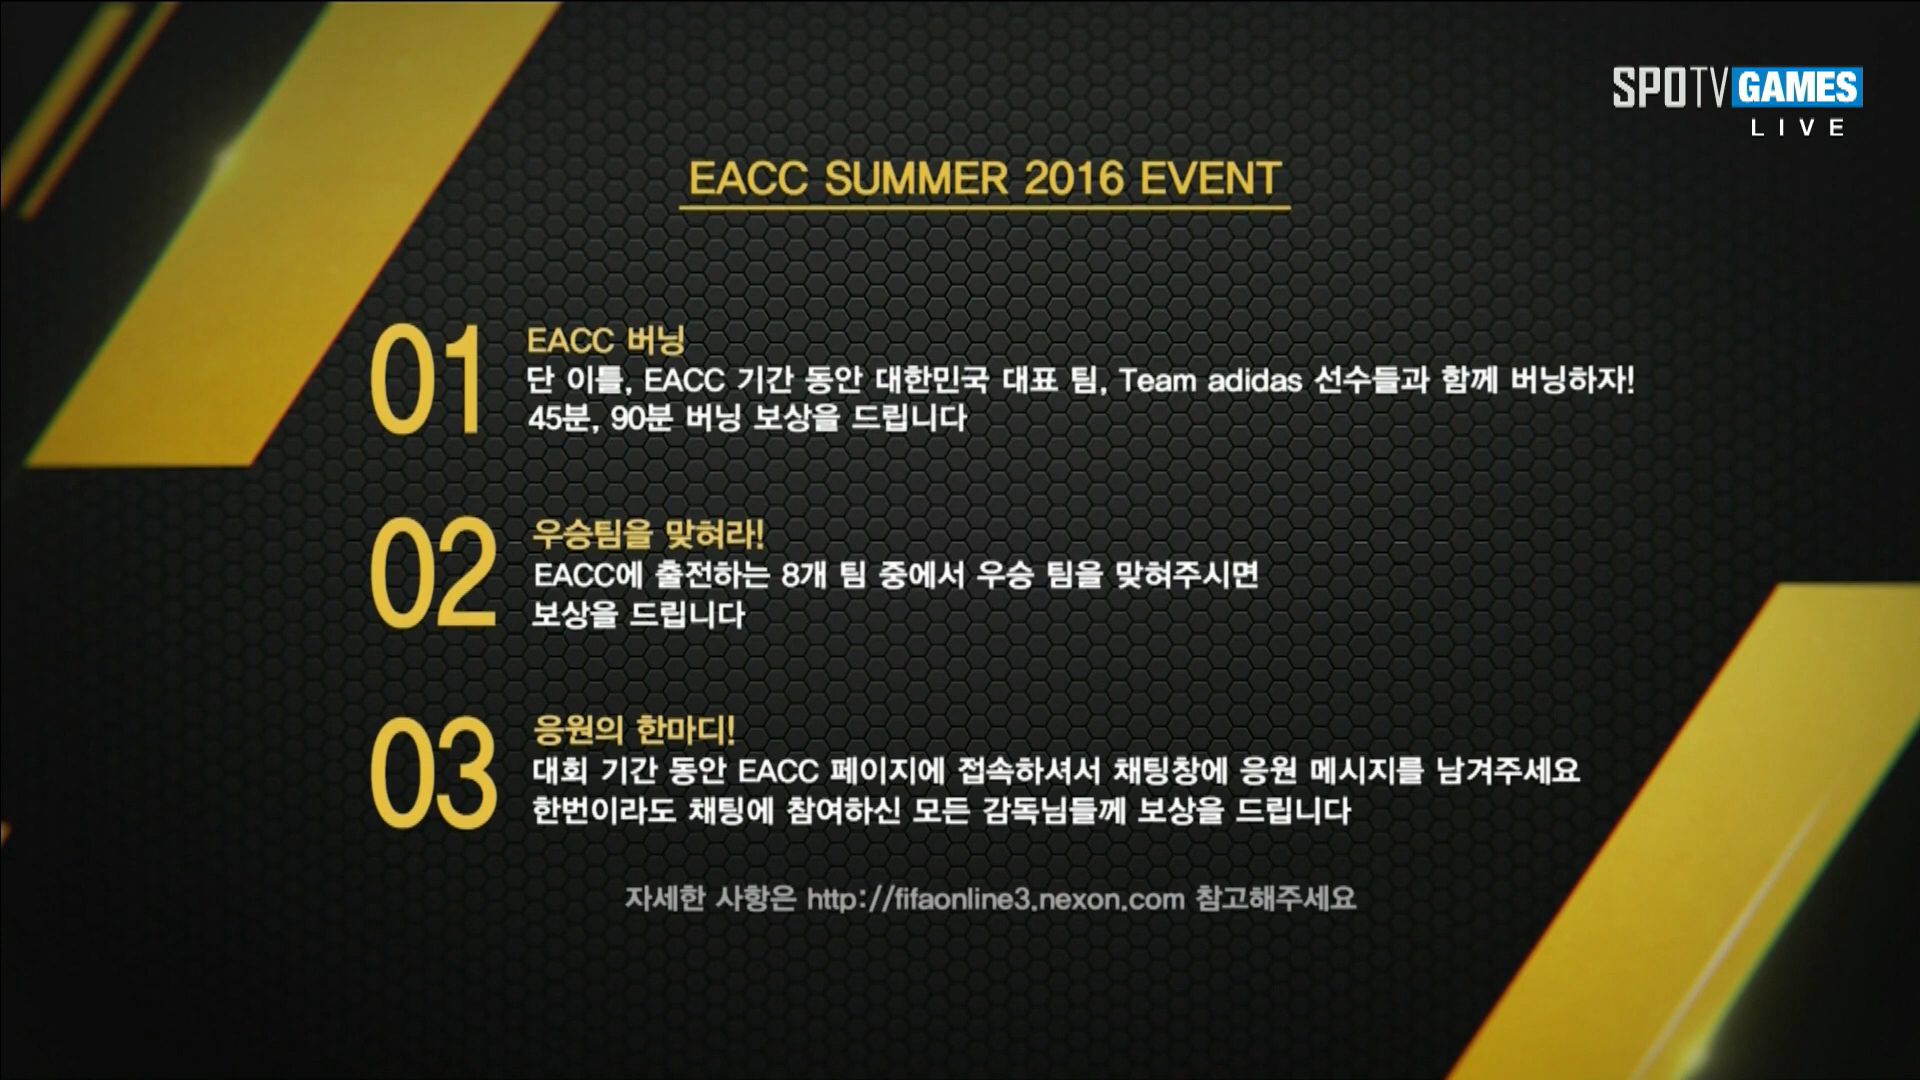 SPOTV GAMES
LIVE
EACC SUMMER 2016 EVENT
01
EACC 버닝
단 이틀, EACC 기간 동안 대한민국 대표 팀, Team adidas 선수들과 함께 버닝하자!
45분, 90분 버닝 보상을 드립니다
02
우승팀을 맞혀라!
EACC에 출전하는 8개 팀 중에서 우승 팀을 맞혀주시면
보상을 드립니다
03
응원의 한마디!
대회 기간 동안 EACC 페이지에 접속하셔서 채팅창에 응원 메시지를 남겨주세요
한번이라도 채팅에 참여하신 모든 감독님들께 보상을 드립니다
자세한 사항은 http://fifaonline3.nexon.com 참고해주세요